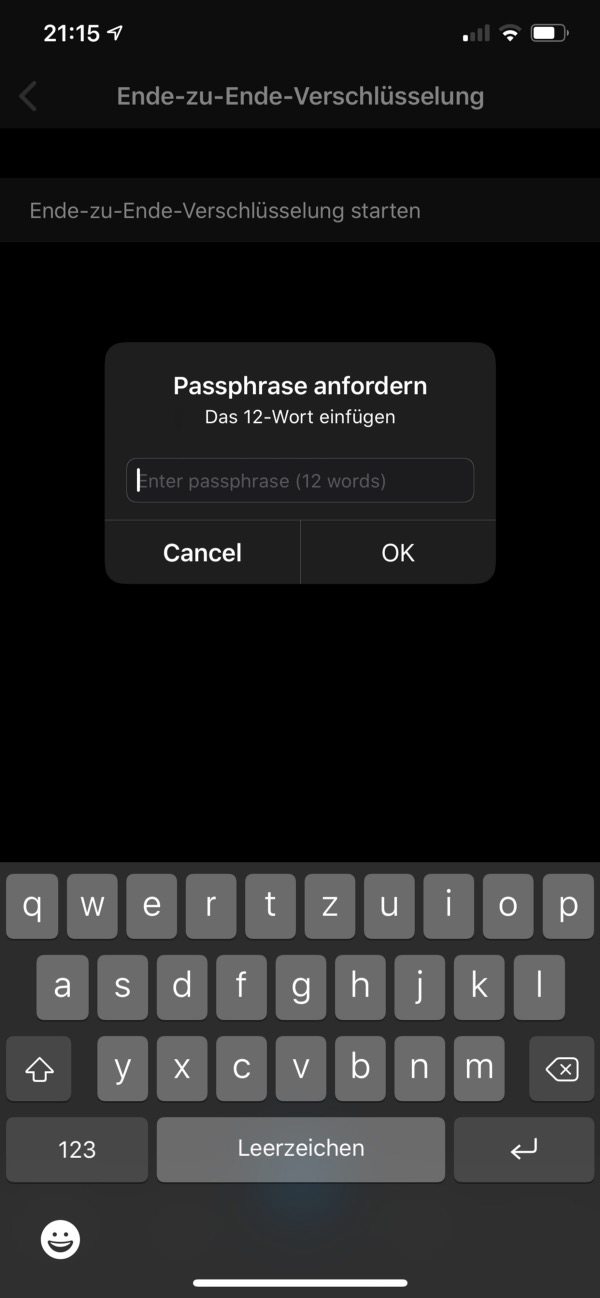 21:15
Ende-zu-Ende-Verschlüsselung
Ende-zu-Ende-Verschlüsselung starten
Passphrase anfordern
Das 12-Wort einfügen
Enter passphrase (12 words)
Cancel OK
q w e r t z u i o p
a s d f g h j k l
y x c v b n m
123 Leerzeichen